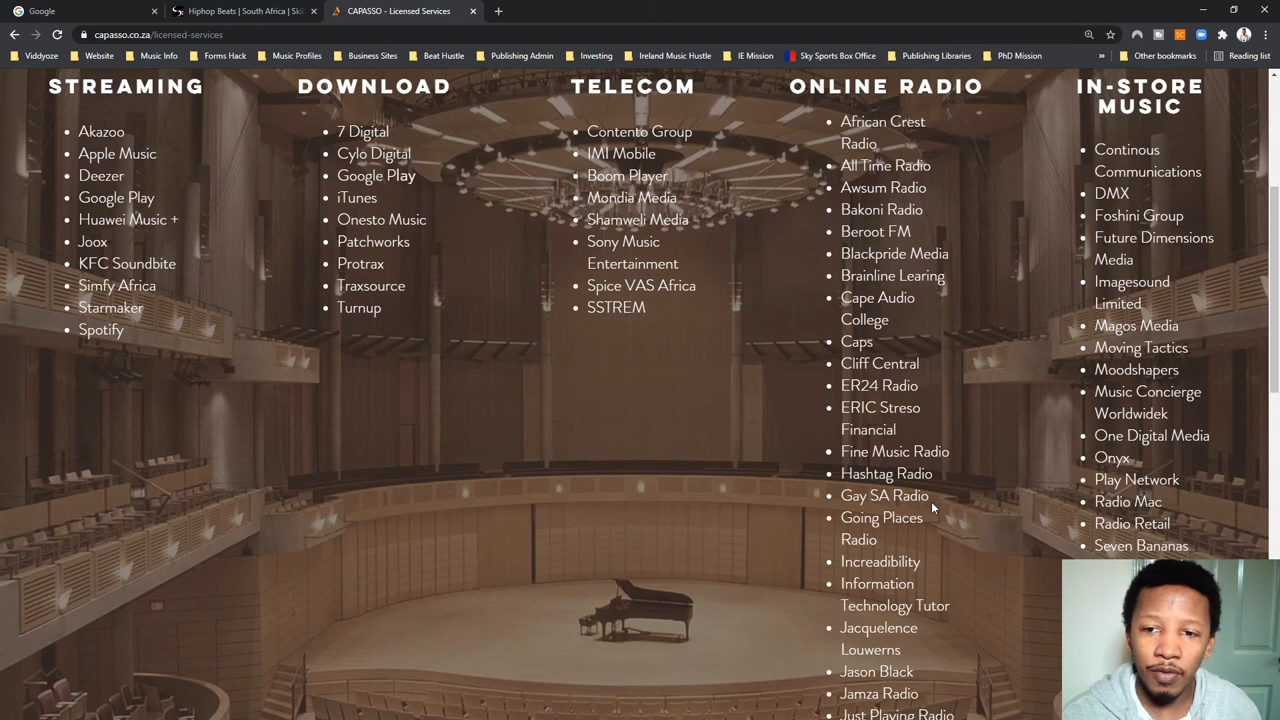 Google
Hiphop Beats | South Africa | Skil
CAPASSO - Licensed Services
capasso.co.za/licensed-services
Viddyoze
Website
Music Info
Forms Hack
Music Profiles
Business Sites
Beat Hustle
Publishing Admin
Investing
Ireland Music Hustle
IE Mission
Sky Sports Box Office
Publishing Libraries
PhD Mission
»
Other bookmarks
Reading list
STREAMING
Akazoo
Apple Music
Deezer
Google Play
Huawei Music +
Joox
KFC Soundbite
Simfy Africa
Starmaker
Spotify
DOWNLOAD
7 Digital
Cylo Digital
Google Play
iTunes
Onesto Music
Patchworks
Protrax
Traxsource
Turnup
TELECOM
Contento Group
IMI Mobile
Boom Player
Mondia Media
Shamweli Media
Sony Music
Entertainment
Spice VAS Africa
SSTREM
ONLINE RADIO
African Crest
Radio
All Time Radio
Awsum Radio
Bakoni Radio
Beroot FM
Blackpride Media
Brainline Learing
Cape Audio
College
Caps
Cliff Central
ER24 Radio
ERIC Streso
Financial
Fine Music Radio
Hashtag Radio
Gay SA Radio
Going Places
Radio
Increadibility
Information
Technology Tutor
Jacquelence
Louwerns
Jason Black
Jamza Radio
Just Playing Radio
IN-STORE
MUSIC
Continous
Communications
DMX
Foshini Group
Future Dimensions
Media
Imagesound
Limited
Magos Media
Moving Tactics
Moodshapers
Music Concierge
Worldwidek
One Digital Media
Onyx
Play Network
Radio Mac
Radio Retail
Seven Bananas